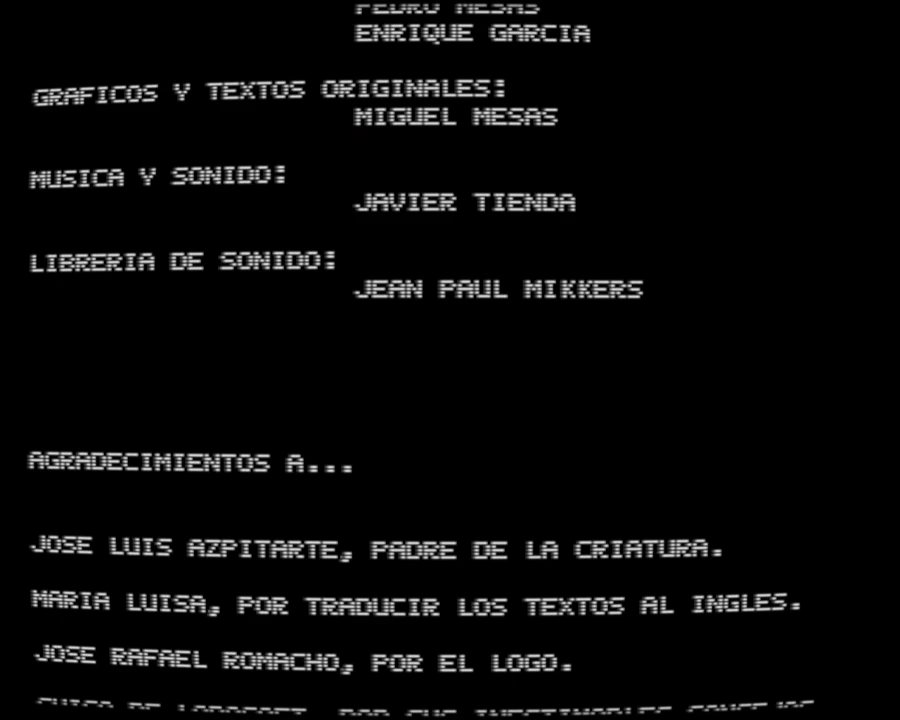 PEDRO MESAS
ENRIQUE GARCIA
GRAFICOS Y TEXTOS ORIGINALES:
MIGUEL MESAS
MUSICA Y SONIDO:
JAVIER TIENDA
LIBRERIA DE SONIDO:
JEAN PAUL MIKKERS
AGRADECIMIENTOS A...
JOSE LUIS AZPITARTE, PADRE DE LA CRIATURA.
MARIA LUISA, POR TRADUCIR LOS TEXTOS AL INGLES.
JOSE RAFAEL ROMACHO, POR EL LOGO.